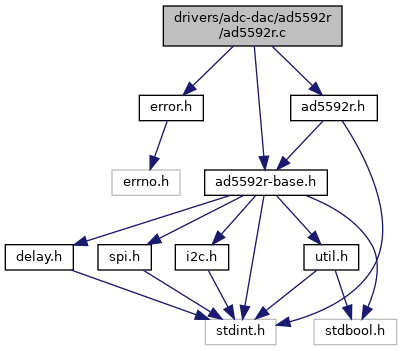 drivers/adc-dac/ad5592r
/ad5592r.c
error.h
ad5592r.h
errno.h
ad5592r-base.h
delay.h
spi.h
i2c.h
util.h
stdint.h
stdbool.h